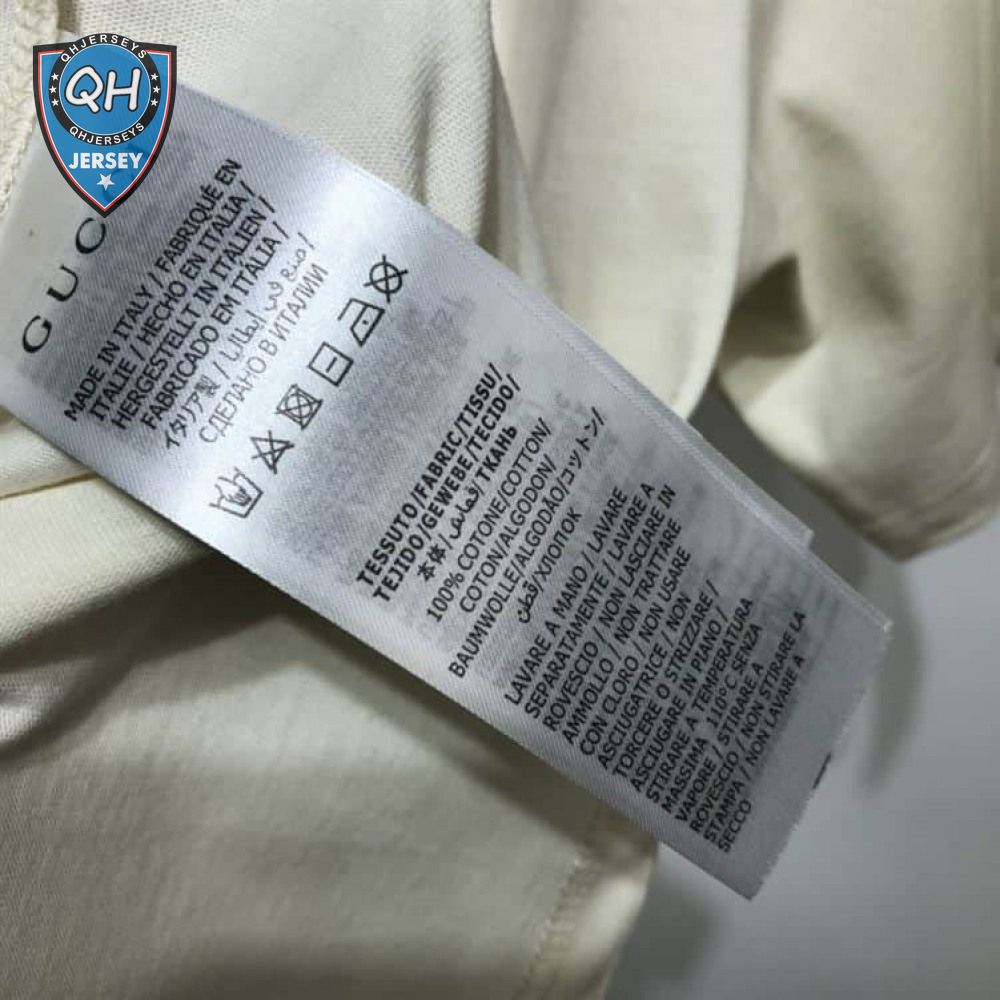 QHJERSEYS
QH
QHJERSEYS
JERSEY
GUC
MADE IN ITALY / FABRIQUÉ EN
ITALIE / HECHO EN ITALIA /
HERGESTELLT IN ITALIEN /
FABRICADO EM ITÁLIA /
イタリア製 / صنع في إيطاليا /
СДЕЛАНО В ИТАЛИИ
TESSUTO/FABRIC/TISSU/
TEJIDO/GEWEBE/TECIDO/
本体/قماش/ТКАНЬ
100% COTONE/COTTON/
COTON/ALGODON/
BAUMWOLLE/ALGODAO/コットン/
قطن/ХЛОПОК
LAVARE A MANO / LAVARE
SEPARATTAMENTE / LAVARE A
ROVESCIO / NON LASCIARE IN
AMMOLLO / NON TRATTARE
CON CLORO / NON USARE
ASCIUGATRICE / NON
TORCERE O STRIZZARE /
ASCIUGARE IN PIANO /
STIRARE A TEMPERATURA
MASSIMA 110°C SENZA
VAPORE / STIRARE A
ROVESCIO / NON STIRARE LA
STAMPA / NON LAVARE A
SECCO